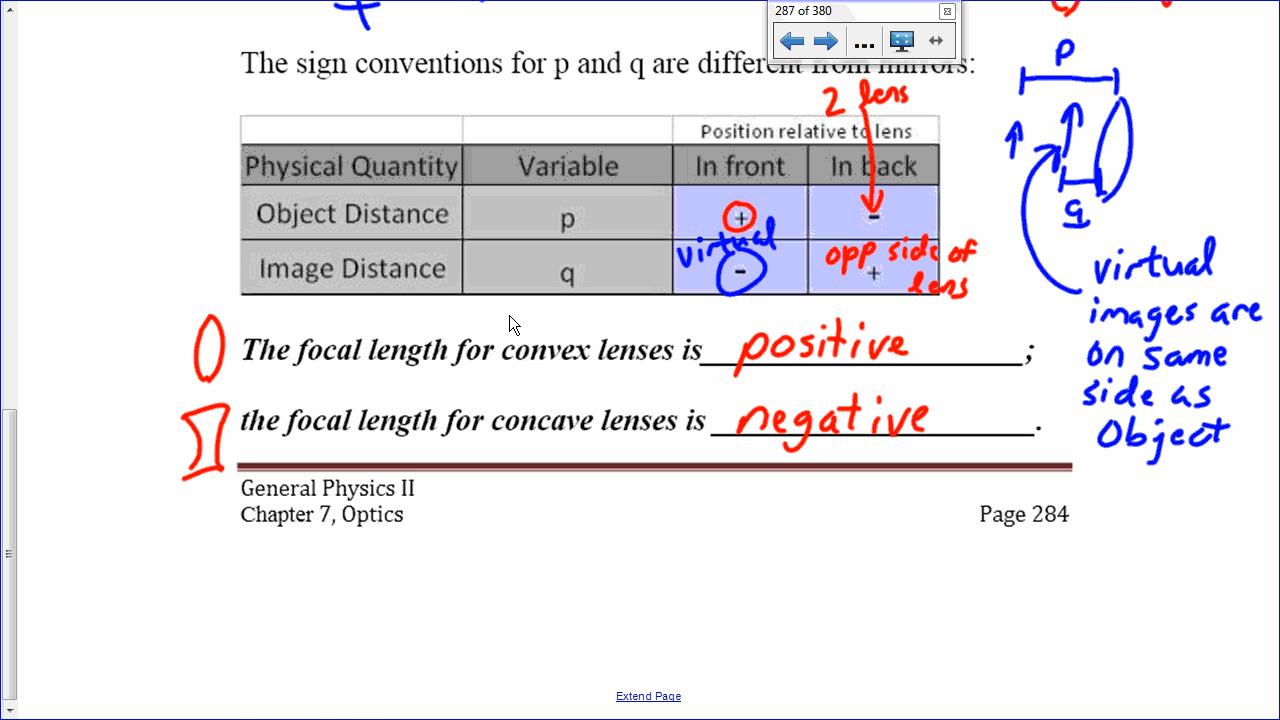 287 of 380
The sign conventions for p and q are different from mirrors:
p
2 lens
Position relative to lens
Physical Quantity Variable In front In back
Object Distance p + -
virtual
Image Distance q - +
opp side of
lens
q
virtual
images are
on same
side as
Object
The focal length for convex lenses is positive;
the focal length for concave lenses is negative.
General Physics II
Chapter 7, Optics
Page 284
Extend Page